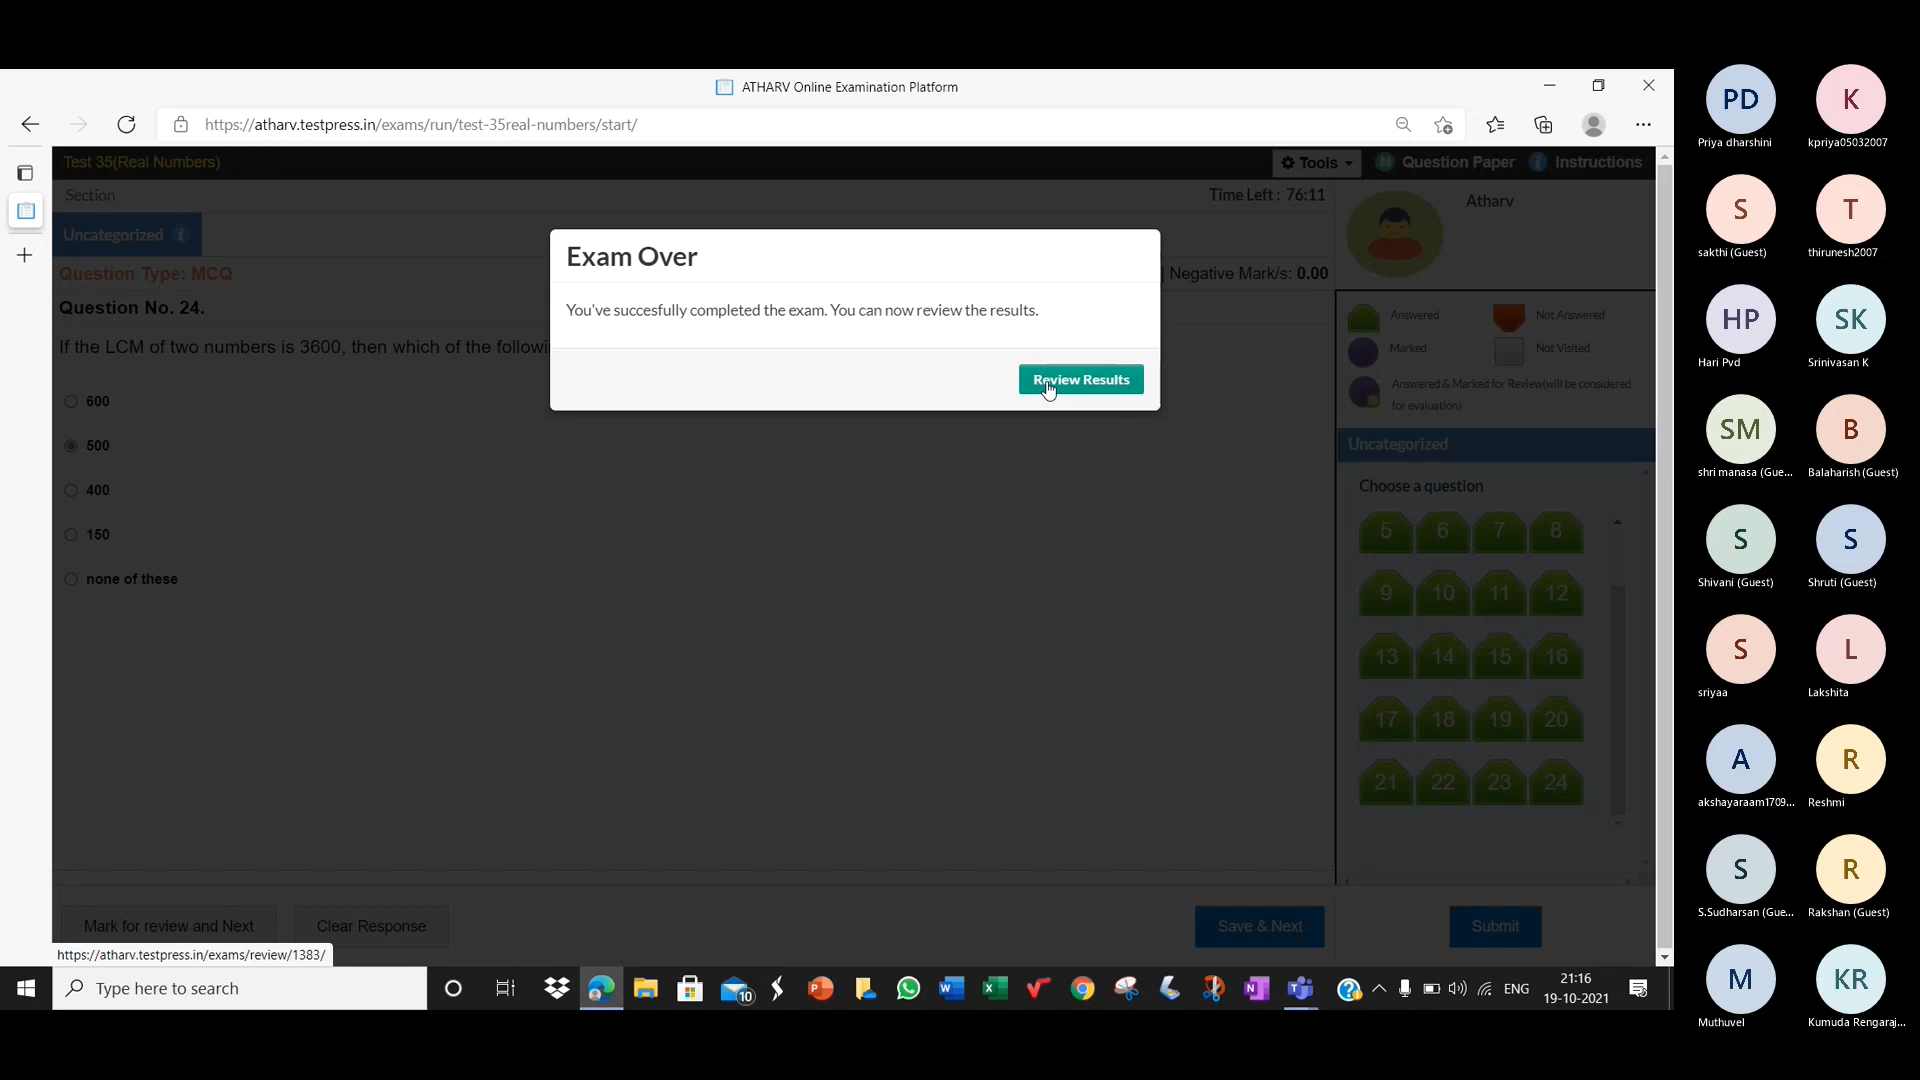 ATHARV Online Examination Platform
https://atharv.testpress.in/exams/run/test-35real-numbers/start/
Test 35(Real Numbers)
Tools
Question Paper
i Instructions
Section
Time Left : 76:11
Atharv
Uncategorized i
Question Type: MCQ
| Negative Mark/s: 0.00
Question No. 24.
If the LCM of two numbers is 3600, then which of the followi
600
500
400
150
none of these
Exam Over
You've succesfully completed the exam. You can now review the results.
Review Results
Answered
Not Answered
Marked
Not Visited
Answered & Marked for Review(will be considered
for evaluation)
Uncategorized
Choose a question
5 6 7 8
9 10 11 12
13 14 15 16
17 18 19 20
21 22 23 24
Mark for review and Next
Clear Response
Save & Next
Submit
https://atharv.testpress.in/exams/review/1383/
Type here to search
10
ENG
21:16
19-10-2021
PD
Priya dharshini
K
kpriya05032007
S
sakthi (Guest)
T
thirunesh2007
HP
Hari Pvd
SK
Srinivasan K
SM
shri manasa (Gue...
B
Balaharish (Guest)
S
Shivani (Guest)
S
Shruti (Guest)
S
sriyaa
L
Lakshita
A
akshayaraam1709...
R
Reshmi
S
S.Sudharsan (Gue...
R
Rakshan (Guest)
M
Muthuvel
KR
Kumuda Rengaraj...